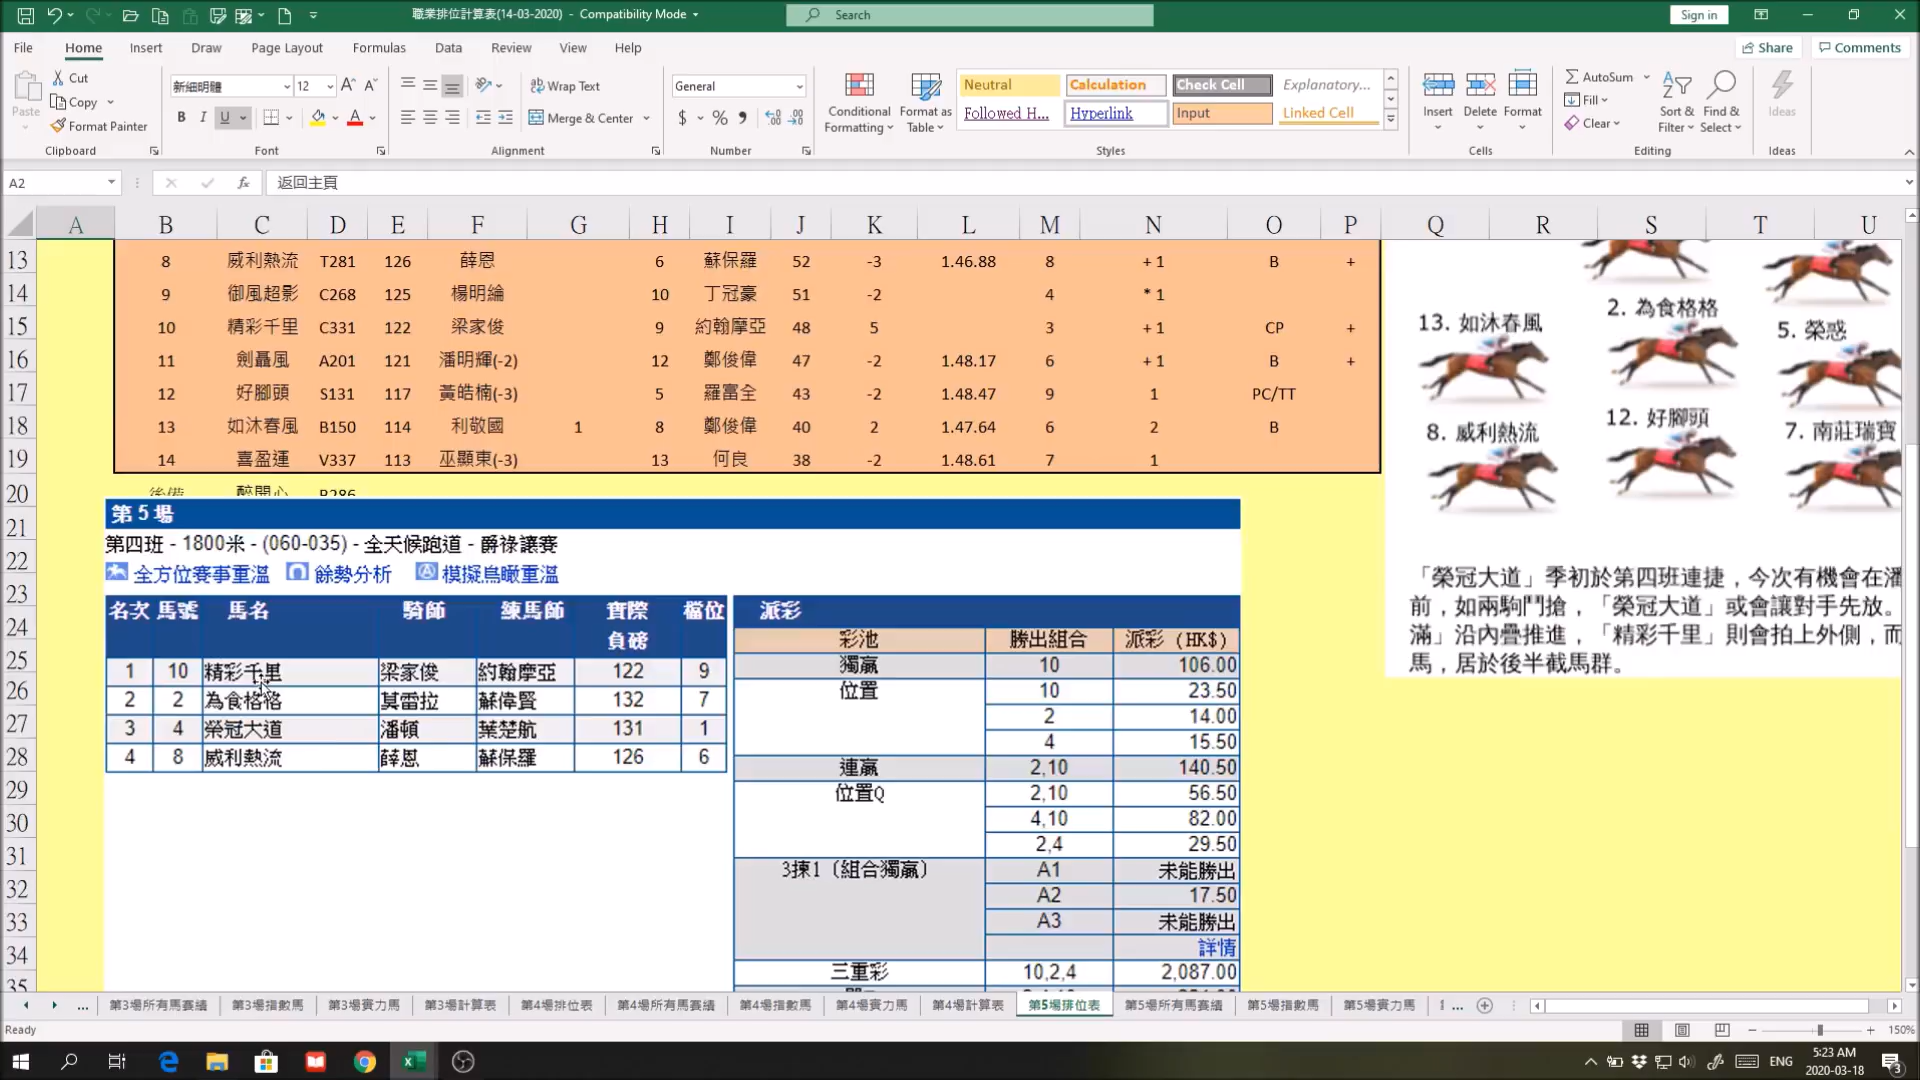 職業排位計算表(14-03-2020) - Compatibility Mode
Search
Sign in
File Home Insert Draw Page Layout Formulas Data Review View Help
Share Comments
Paste
Cut
Copy
Format Painter
Clipboard
新細明體 12
B I U
Font
Wrap Text
Merge & Center
Alignment
General
$ %
Number
Conditional Formatting
Format as Table
Neutral Calculation Check Cell Explanatory...
Followed H... Hyperlink Input Linked Cell
Styles
Insert Delete Format
Cells
AutoSum
Fill
Clear
Sort & Filter
Find & Select
Editing
Ideas
Ideas
A2 fx 返回主頁
A B C D E F G H I J K L M N O P Q R S T U
13 8 威利熱流 T281 126 薛恩 6 蘇保羅 52 -3 1.46.88 8 + 1 B +
14 9 御風超影 C268 125 楊明綸 10 丁冠豪 51 -2 4 * 1
15 10 精彩千里 C331 122 梁家俊 9 約翰摩亞 48 5 3 + 1 CP +
16 11 劍聶風 A201 121 潘明輝(-2) 12 鄭俊偉 47 -2 1.48.17 6 + 1 B +
17 12 好腳頭 S131 117 黃皓楠(-3) 5 羅富全 43 -2 1.48.47 9 1 PC/TT
18 13 如沐春風 B150 114 利敬國 1 8 鄭俊偉 40 2 1.47.64 6 2 B
19 14 喜盈運 V337 113 巫顯東(-3) 13 何良 38 -2 1.48.61 7 1
20 後備 醉開心 B286
21
22
23
24
25
26
27
28
29
30
31
32
33
34
35
2. 為食格格
13. 如沐春風
5. 榮惑
12. 好腳頭
8. 威利熱流
7. 南莊瑞寶
「榮冠大道」季初於第四班連捷，今次有機會在潘
前，如兩駒鬥搶，「榮冠大道」或會讓對手先放。
滿」沿內疊推進，「精彩千里」則會拍上外側，而
馬，居於後半截馬群。
第 5 場
第四班 - 1800米 - (060-035) - 全天候跑道 - 爵祿讓賽
全方位賽事重溫 餘勢分析 模擬鳥瞰重溫
名次 馬號 馬名 騎師 練馬師 實際負磅 檔位
1 10 精彩千里 梁家俊 約翰摩亞 122 9
2 2 為食格格 莫雷拉 蘇偉賢 132 7
3 4 榮冠大道 潘頓 葉楚航 131 1
4 8 威利熱流 薛恩 蘇保羅 126 6
派彩
彩池 勝出組合 派彩 (HK$)
獨贏 10 106.00
位置 10 23.50
2 14.00
4 15.50
連贏 2,10 140.50
位置Q 2,10 56.50
4,10 82.00
2,4 29.50
3揀1〔組合獨贏〕 A1 未能勝出
A2 17.50
A3 未能勝出
詳情
三重彩 10,2,4 2,087.00
... 第3場所有馬賽績 第3場指數馬 第3場實力馬 第3場計算表 第4場排位表 第4場所有馬賽績 第4場指數馬 第4場實力馬 第4場計算表 第5場排位表 第5場所有馬賽績 第5場指數馬 第5場實力馬 ...
Ready
150%
ENG
5:23 AM
2020-03-18
3